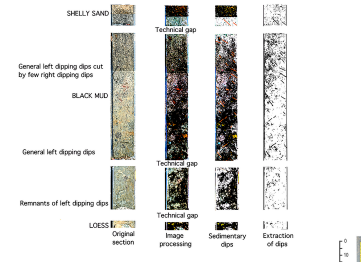 SHELLY SAND
Technical gap
General left dipping dips cut
by few right dipping dips
BLACK MUD
General left dipping dips
Technical gap
Remnants of left dipping dips
Technical gap
LOESS
Original
section
Image
processing
Sedimentary
dips
Extraction
of dips
0
10